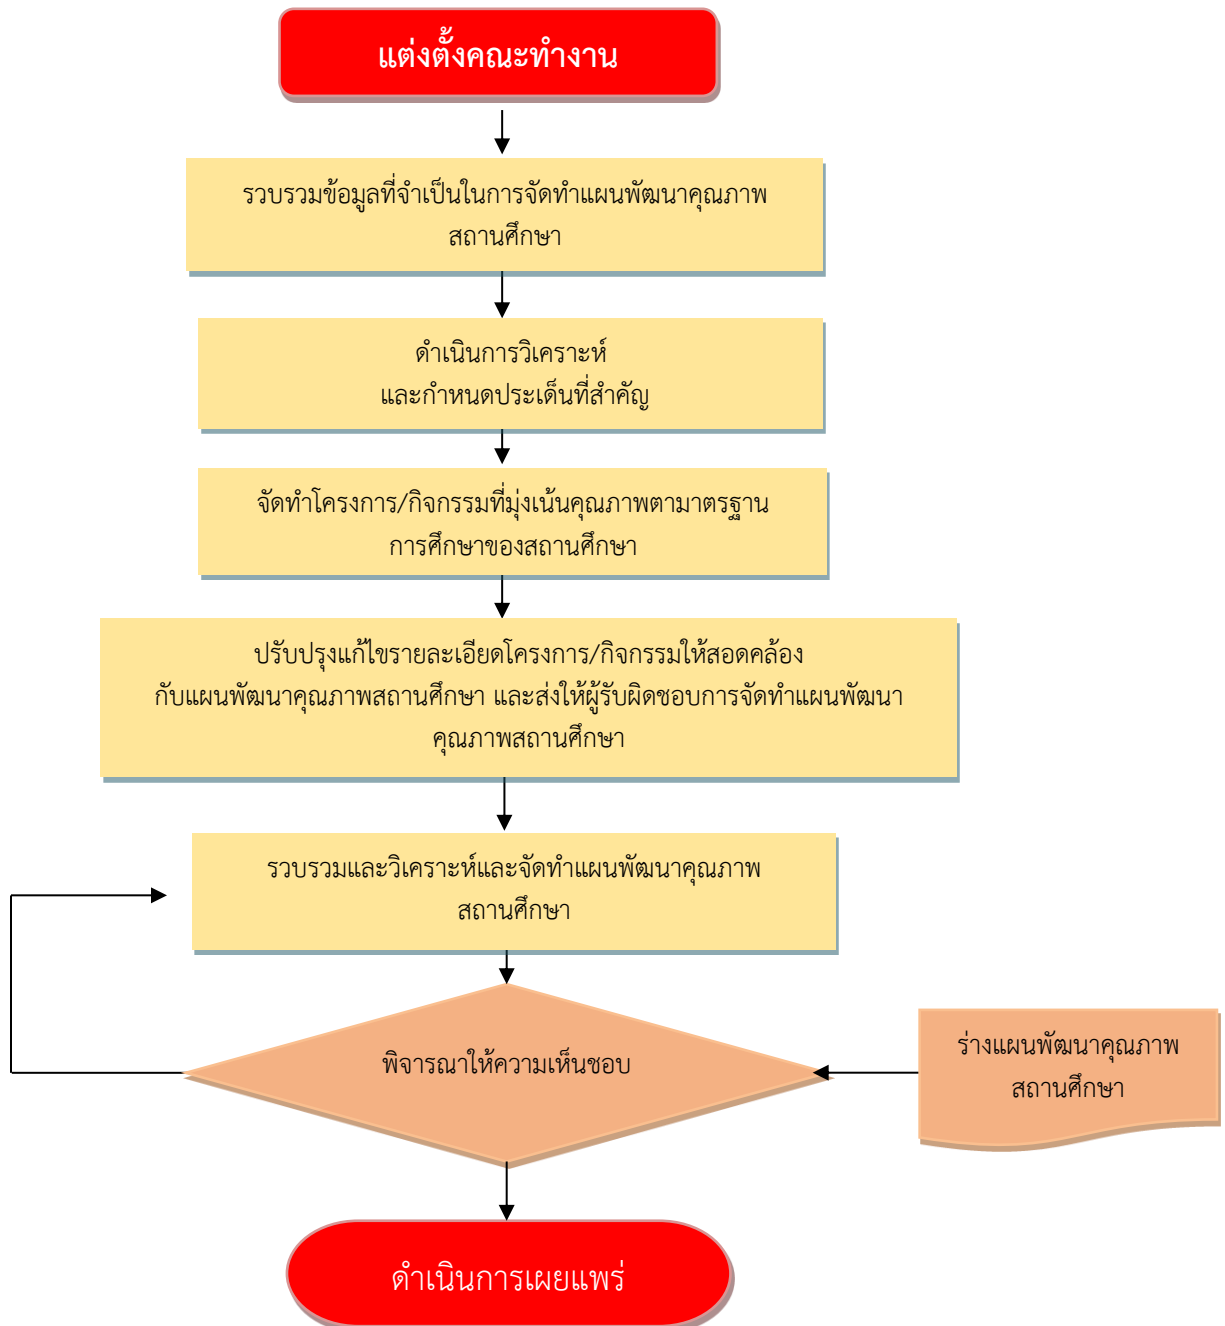 แต่งตั้งคณะทำงาน
รวบรวมข้อมูลที่จำเป็นในการจัดทำแผนพัฒนาคุณภาพ
สถานศึกษา
ดำเนินการวิเคราะห์
และกำหนดประเด็นที่สำคัญ
จัดทำโครงการ/กิจกรรมที่มุ่งเน้นคุณภาพตามาตรฐาน
การศึกษาของสถานศึกษา
ปรับปรุงแก้ไขรายละเอียดโครงการ/กิจกรรมให้สอดคล้อง
กับแผนพัฒนาคุณภาพสถานศึกษา และส่งให้ผู้รับผิดชอบการจัดทำแผนพัฒนา
คุณภาพสถานศึกษา
รวบรวมและวิเคราะห์และจัดทำแผนพัฒนาคุณภาพ
สถานศึกษา
พิจารณาให้ความเห็นชอบ
ร่างแผนพัฒนาคุณภาพ
สถานศึกษา
ดำเนินการเผยแพร่